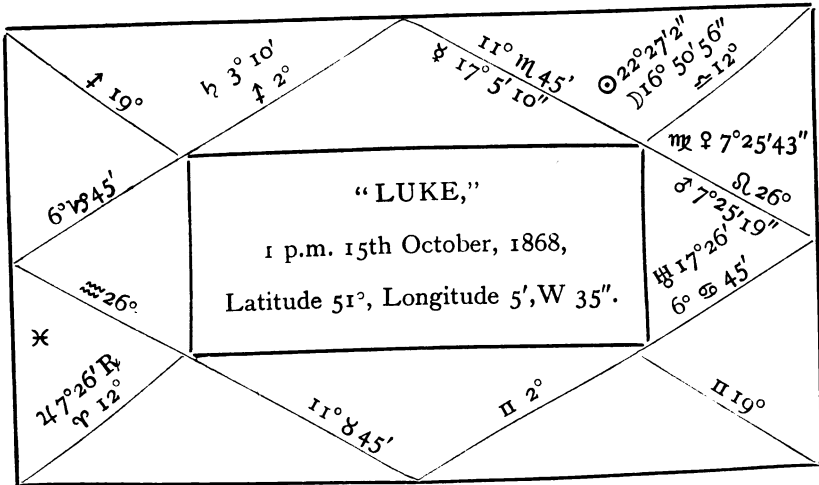 ♐ 19°
♄ 3° 10′
♐ 2°
11° ♏ 45′
☿ 17° 5′ 10″
☉ 22° 27′ 2″
☽ 16° 50′ 56″
♎ 12°
♍ ♀ 7° 25′ 43″
♌ 26°
♂ 7° 25′ 19″
♅ 17° 26′
6° ♋ 45′
6° ♑ 45′
“LUKE,”
1 p.m. 15th October, 1868,
Latitude 51°, Longitude 5′,W 35″.
♒ 26°
♓
♃ 7° 26′ ℞
♈ 12°
11° ♉ 45′
♊ 2°
♊ 19°